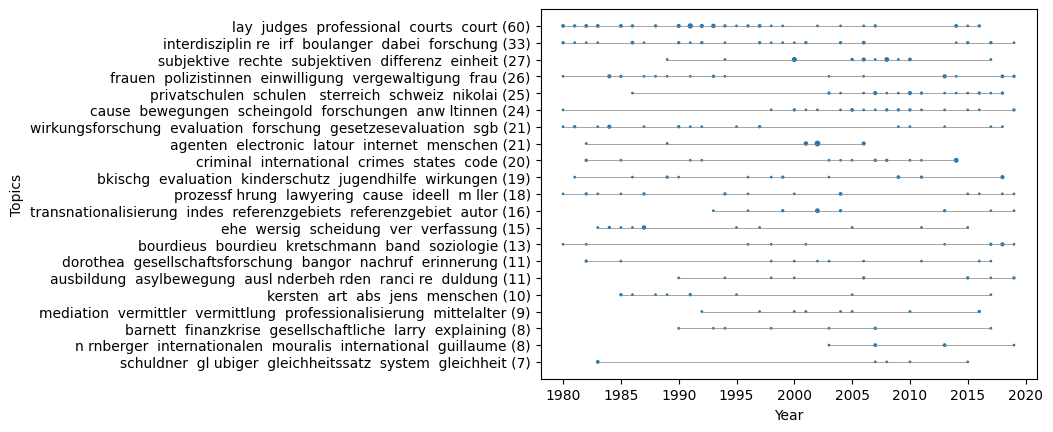 lay judges professional courts court (60)
interdisziplin re irf boulanger dabei forschung (33)
subjektive rechte subjektiven differenz einheit (27)
frauen polizistinnen einwilligung vergewaltigung frau (26)
privatschulen schulen sterreich schweiz nikolai (25)
cause bewegungen scheingold forschungen anw ltinnen (24)
wirkungsforschung evaluation forschung gesetzesevaluation sgb (21)
agenten electronic latour internet menschen (21)
criminal international crimes states code (20)
bkischg evaluation kinderschutz jugendhilfe wirkungen (19)
prozessf hrung lawyering cause ideell m ller (18)
transnationalisierung indes referenzgebiets referenzgebiet autor (16)
ehe wersig scheidung ver verfassung (15)
bourdieus bourdieu kretschmann band soziologie (13)
dorothea gesellschaftsforschung bangor nachruf erinnerung (11)
ausbildung asylbewegung ausl nderbeh rden ranci re duldung (11)
kersten art abs jens menschen (10)
mediation vermittler vermittlung professionalisierung mittelalter (9)
barnett finanzkrise gesellschaftliche larry explaining (8)
n rnberger internationalen mouralis international guillaume (8)
schuldner gl ubiger gleichheitssatz system gleichheit (7)
Topics
1980 1985 1990 1995 2000 2005 2010 2015 2020
Year